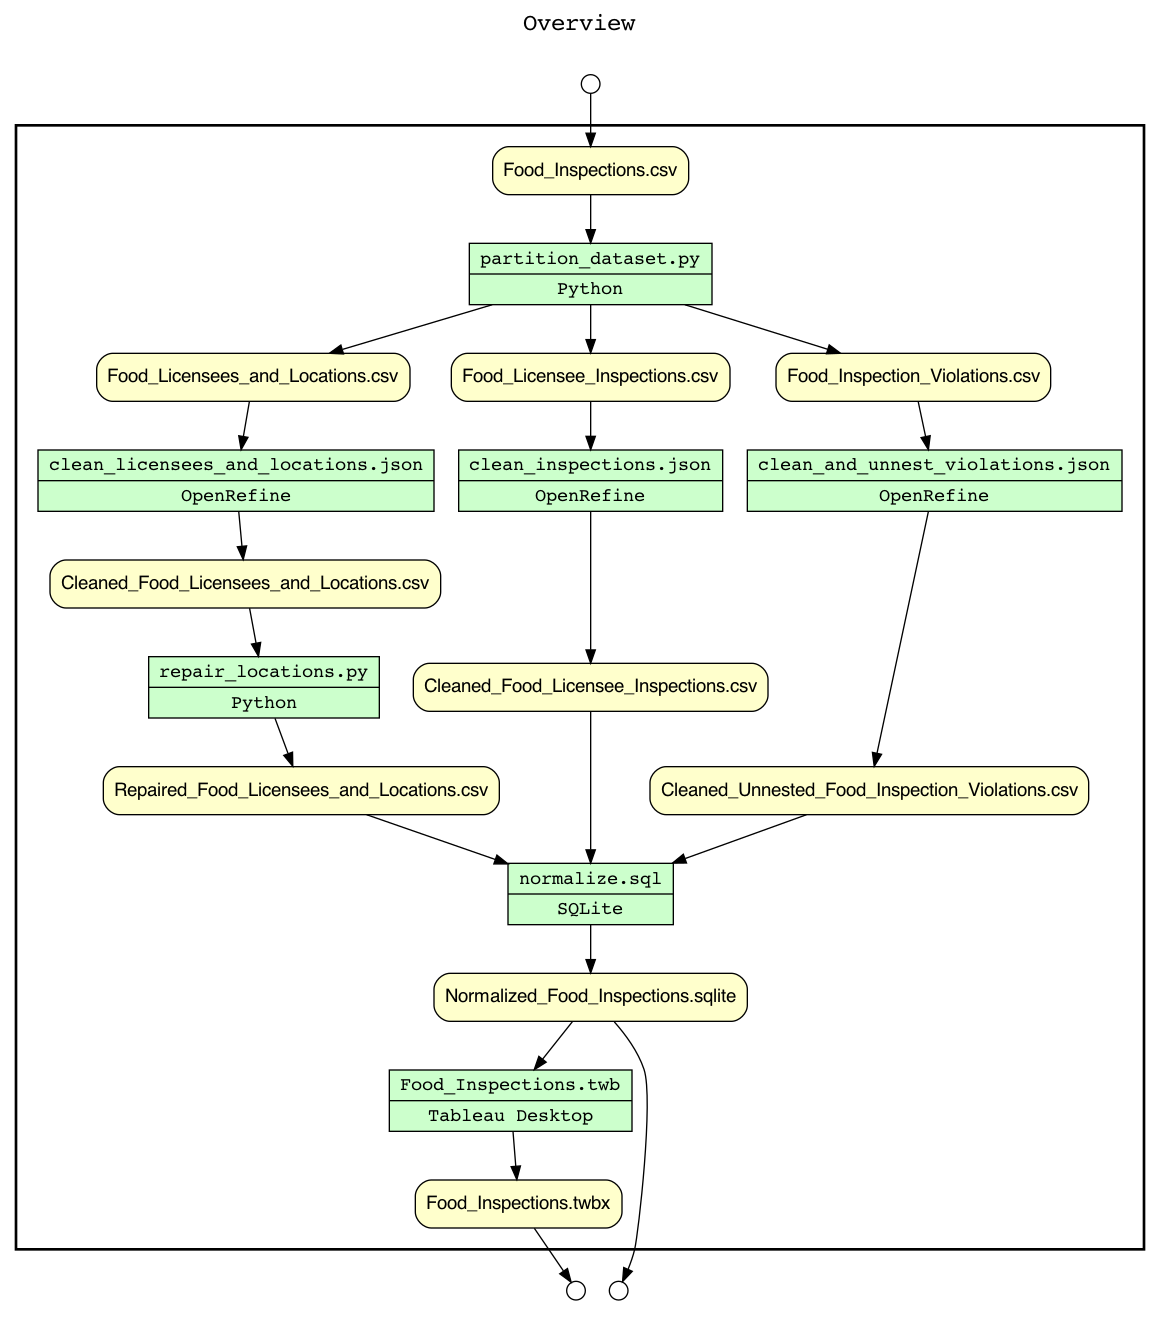 Overview
Food_Inspections.csv
partition_dataset.py
Python
Food_Licensees_and_Locations.csv
Food_Licensee_Inspections.csv
Food_Inspection_Violations.csv
clean_licensees_and_locations.json
OpenRefine
clean_inspections.json
OpenRefine
clean_and_unnest_violations.json
OpenRefine
Cleaned_Food_Licensees_and_Locations.csv
repair_locations.py
Python
Cleaned_Food_Licensee_Inspections.csv
Repaired_Food_Licensees_and_Locations.csv
Cleaned_Unnested_Food_Inspection_Violations.csv
normalize.sql
SQLite
Normalized_Food_Inspections.sqlite
Food_Inspections.twb
Tableau Desktop
Food_Inspections.twbx